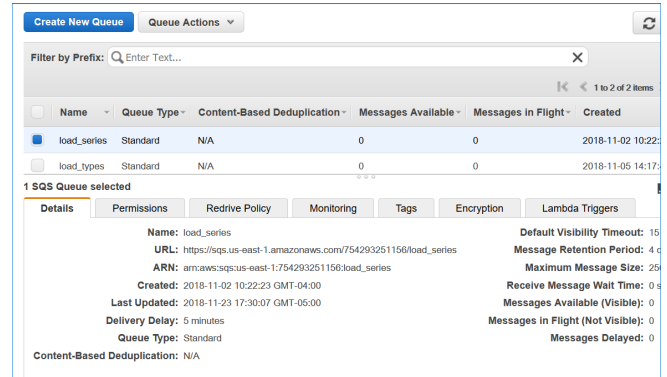 Create New Queue Queue Actions
Filter by Prefix: Enter Text...
1 to 2 of 2 items
Name Queue Type Content-Based Deduplication Messages Available Messages in Flight Created
load_series Standard N/A 0 0 2018-11-02 10:22:
load_types Standard N/A 0 0 2018-11-05 14:17:
1 SQS Queue selected
Details Permissions Redrive Policy Monitoring Tags Encryption Lambda Triggers
Name: load_series Default Visibility Timeout: 15
URL: https://sqs.us-east-1.amazonaws.com/754293251156/load_series Message Retention Period: 4 d
ARN: arn:aws:sqs:us-east-1:754293251156:load_series Maximum Message Size: 25
Created: 2018-11-02 10:22:23 GMT-04:00 Receive Message Wait Time: 0 s
Last Updated: 2018-11-23 17:30:07 GMT-05:00 Messages Available (Visible): 0
Delivery Delay: 5 minutes Messages in Flight (Not Visible): 0
Queue Type: Standard Messages Delayed: 0
Content-Based Deduplication: N/A